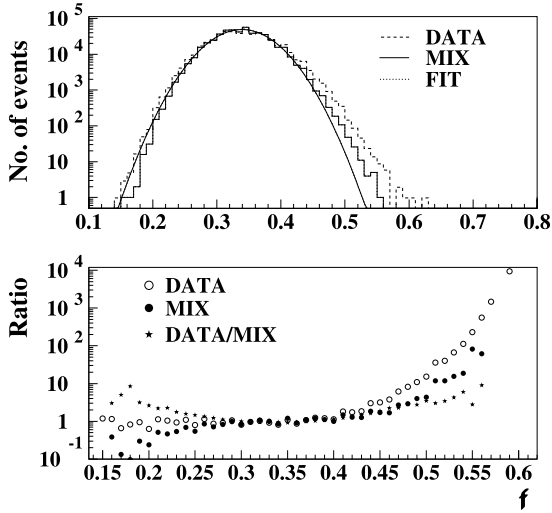 10^5
10^4
10^3
10^2
10
1
No. of events
DATA
MIX
FIT
0.1 0.2 0.3 0.4 0.5 0.6 0.7 0.8
10^4
10^3
10^2
10
1
10^-1
Ratio
DATA
MIX
DATA/MIX
0.15 0.2 0.25 0.3 0.35 0.4 0.45 0.5 0.55 0.6
f